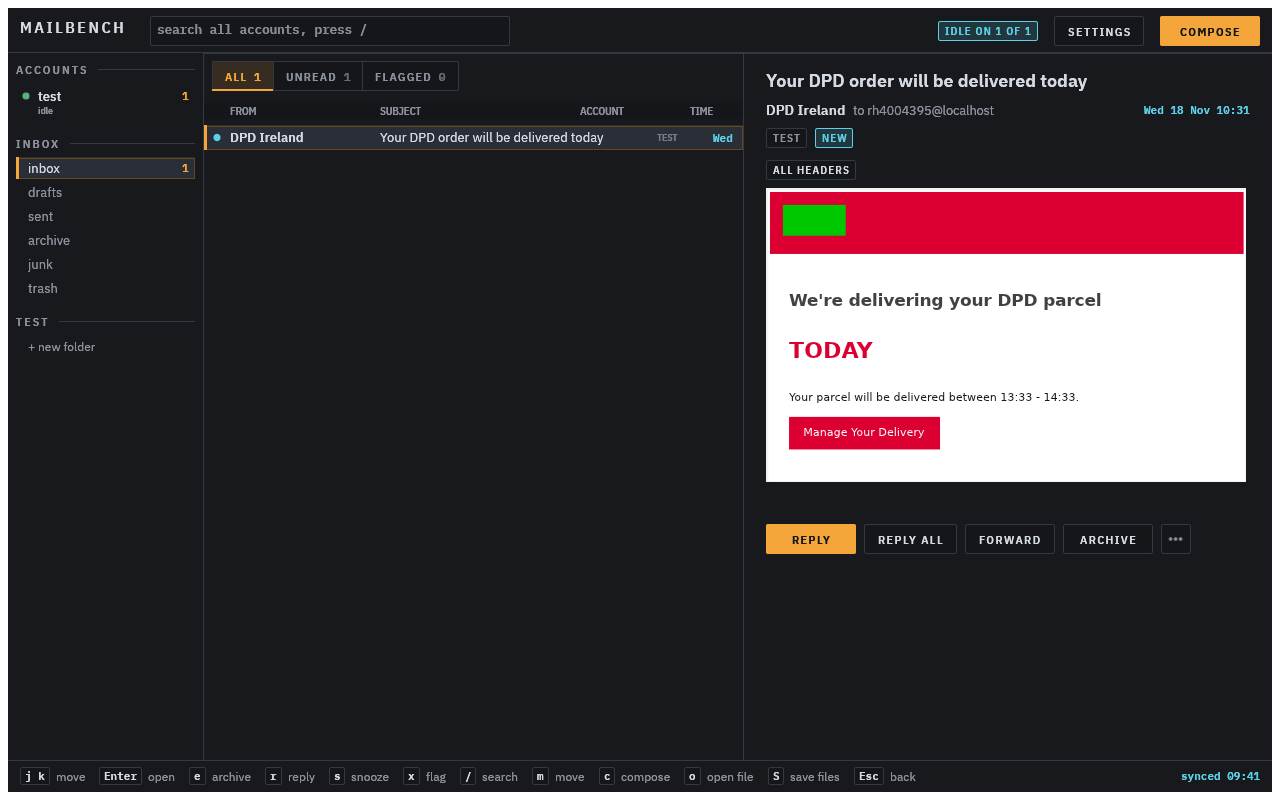 MAILBENCH
search all accounts, press /
IDLE ON 1 OF 1
SETTINGS
COMPOSE
ACCOUNTS
test 1
idle
INBOX
inbox 1
drafts
sent
archive
junk
trash
TEST
+ new folder
ALL 1 UNREAD 1 FLAGGED 0
FROM SUBJECT ACCOUNT TIME
DPD Ireland Your DPD order will be delivered today TEST Wed
Your DPD order will be delivered today
DPD Ireland to rh4004395@localhost Wed 18 Nov 10:31
TEST NEW
ALL HEADERS
We're delivering your DPD parcel
TODAY
Your parcel will be delivered between 13:33 - 14:33.
Manage Your Delivery
REPLY REPLY ALL FORWARD ARCHIVE •••
j k move Enter open e archive r reply s snooze x flag / search m move c compose o open file S save files Esc back synced 09:41